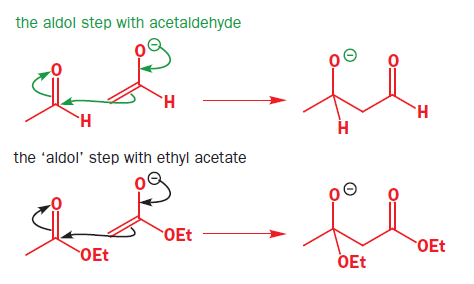 the aldol step with acetaldehyde
O O⊖ O⊖ O
H H H H
the 'aldol' step with ethyl acetate
O O⊖ O⊖ O
OEt OEt OEt OEt